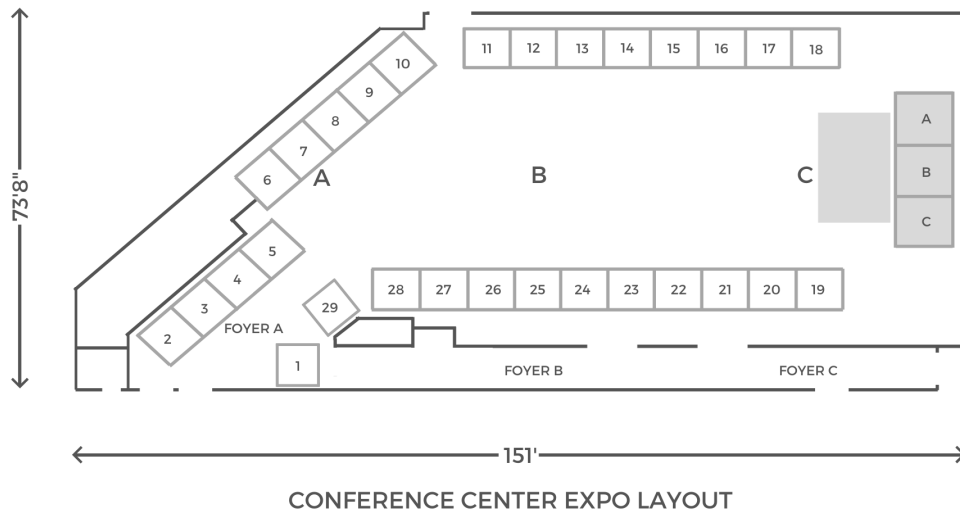 10
11 12 13 14 15 16 17 18
9
8
7
6
A B C
A
B
C
73'8"
5
4
3
2
28 27 26 25 24 23 22 21 20 19
29
FOYER A
1
FOYER B FOYER C
151'
CONFERENCE CENTER EXPO LAYOUT